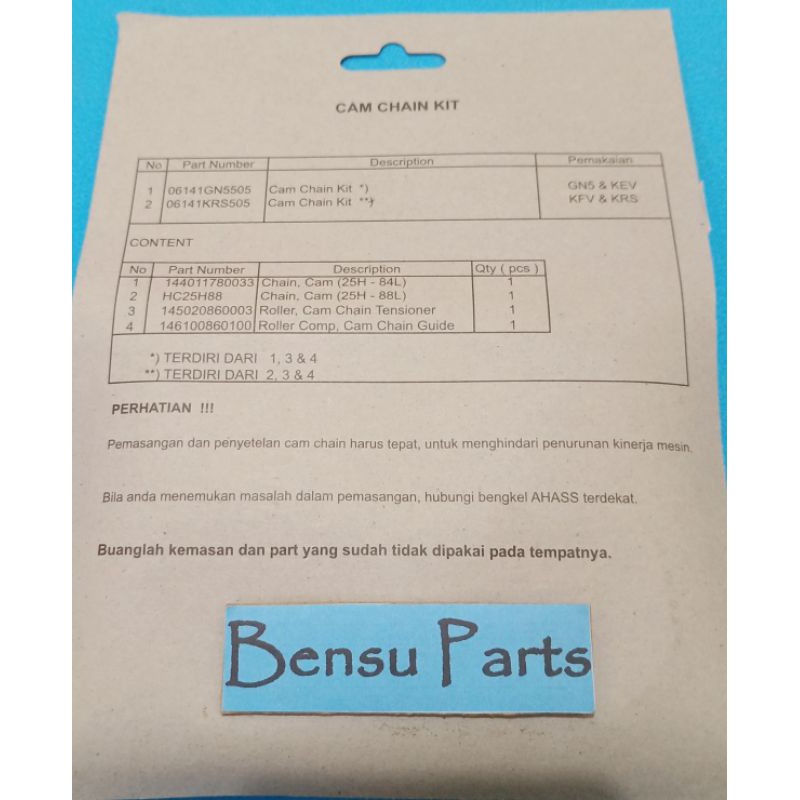 CAM CHAIN KIT
No Part Number Description Pemakaian
1 06141GN5505 Cam Chain Kit *) GN5 & KEV
2 06141KRS505 Cam Chain Kit **) KFV & KRS
CONTENT
No Part Number Description Qty ( pcs )
1 144011780033 Chain, Cam (25H - 84L) 1
2 HC25H88 Chain, Cam (25H - 88L) 1
3 145020860003 Roller, Cam Chain Tensioner 1
4 146100860100 Roller Comp, Cam Chain Guide 1
*) TERDIRI DARI 1, 3 & 4
**) TERDIRI DARI 2, 3 & 4
PERHATIAN !!!
Pemasangan dan penyetelan cam chain harus tepat, untuk menghindari penurunan kinerja mesin.
Bila anda menemukan masalah dalam pemasangan, hubungi bengkel AHASS terdekat.
Buanglah kemasan dan part yang sudah tidak dipakai pada tempatnya.
Bensu Parts